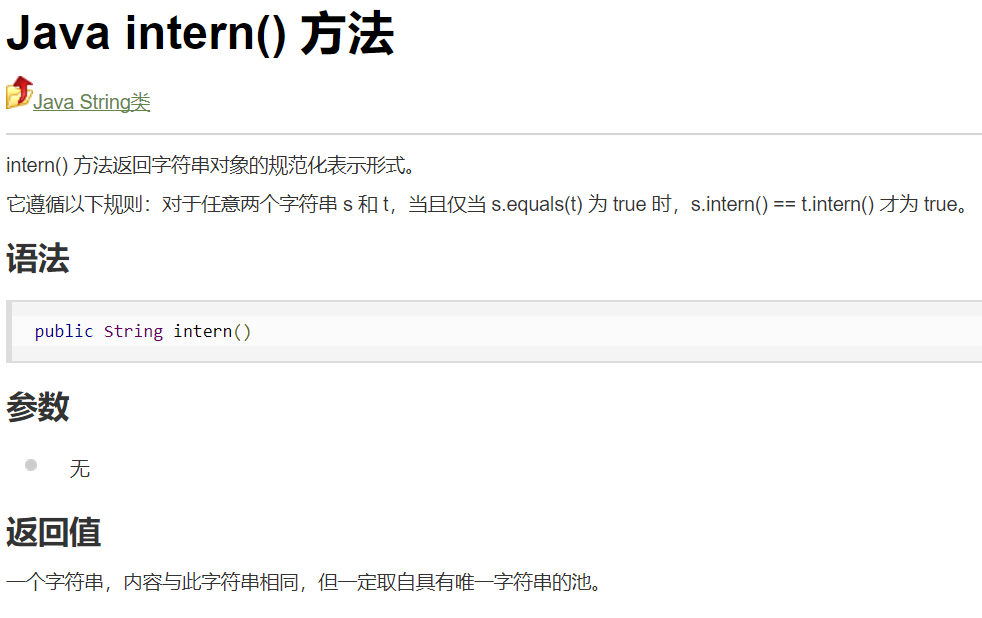 Java intern() 方法
Java String类
intern() 方法返回字符串对象的规范化表示形式。
它遵循以下规则：对于任意两个字符串 s 和 t，当且仅当 s.equals(t) 为 true 时，s.intern() == t.intern() 才为 true。
语法
public String intern()
参数
无
返回值
一个字符串，内容与此字符串相同，但一定取自具有唯一字符串的池。